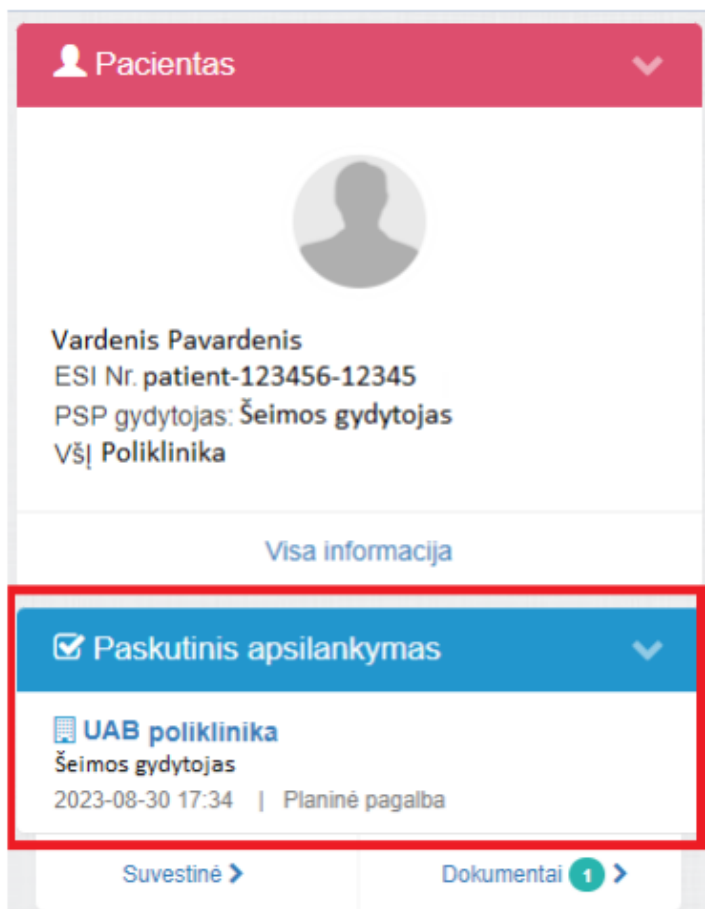 Pacientas
Vardenis Pavardenis
ESI Nr. patient-123456-12345
PSP gydytojas: Šeimos gydytojas
VšĮ Poliklinika
Visa informacija
Paskutinis apsilankymas
UAB poliklinika
Šeimos gydytojas
2023-08-30 17:34 | Planinė pagalba
Suvestinė Dokumentai 1